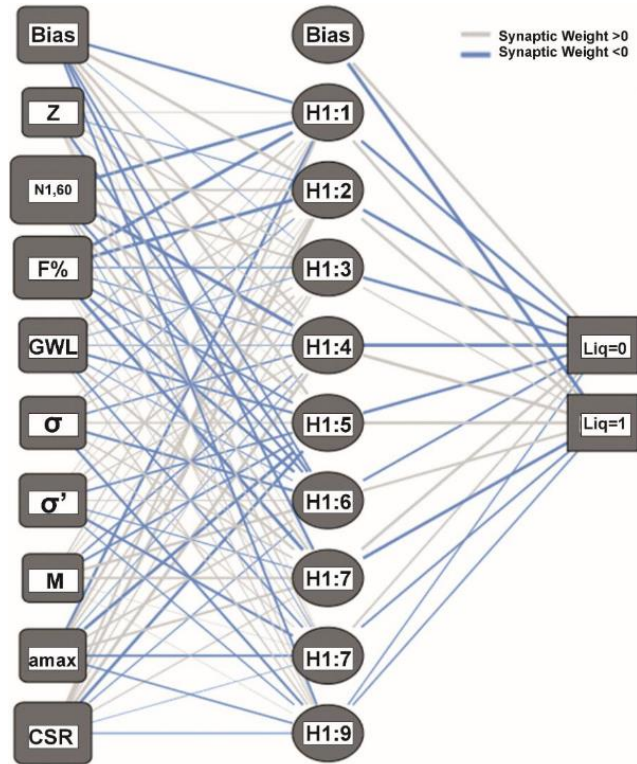 Bias
Bias
Synaptic Weight >0
Synaptic Weight <0
Z
H1:1
N1,60
H1:2
F%
H1:3
GWL
H1:4
Liq=0
σ
H1:5
Liq=1
σ’
H1:6
M
H1:7
amax
H1:7
CSR
H1:9